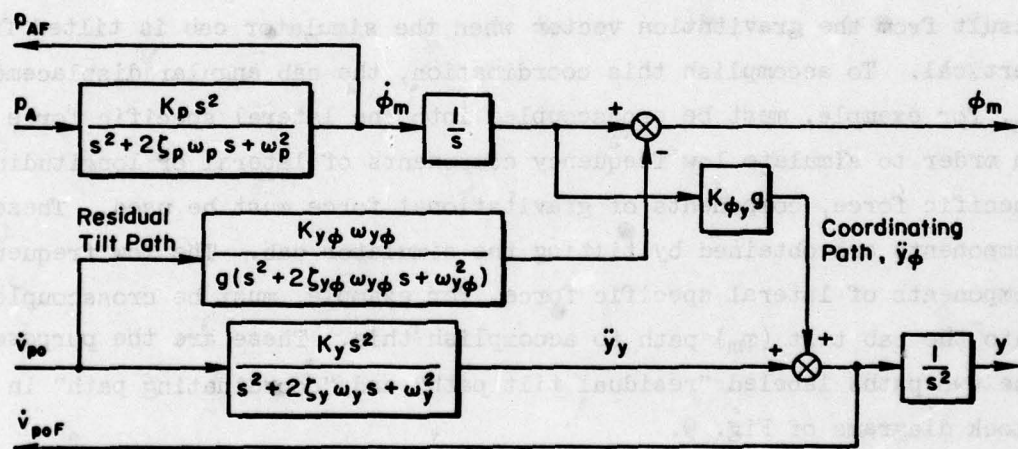 P_AF
P_A
K_p s²
s² + 2ζ_p ω_p s + ω_p²
φ̇_m
1
s
+
-
φ_m
K_φy g
Residual
Tilt Path
K_yφ ω_yφ
g(s² + 2ζ_yφ ω_yφ s + ω_yφ²)
Coordinating
Path, ÿ_φ
v̇_po
K_y s²
s² + 2ζ_y ω_y s + ω_y²
ÿ_y
+
+
1
s²
y
v̇_poF